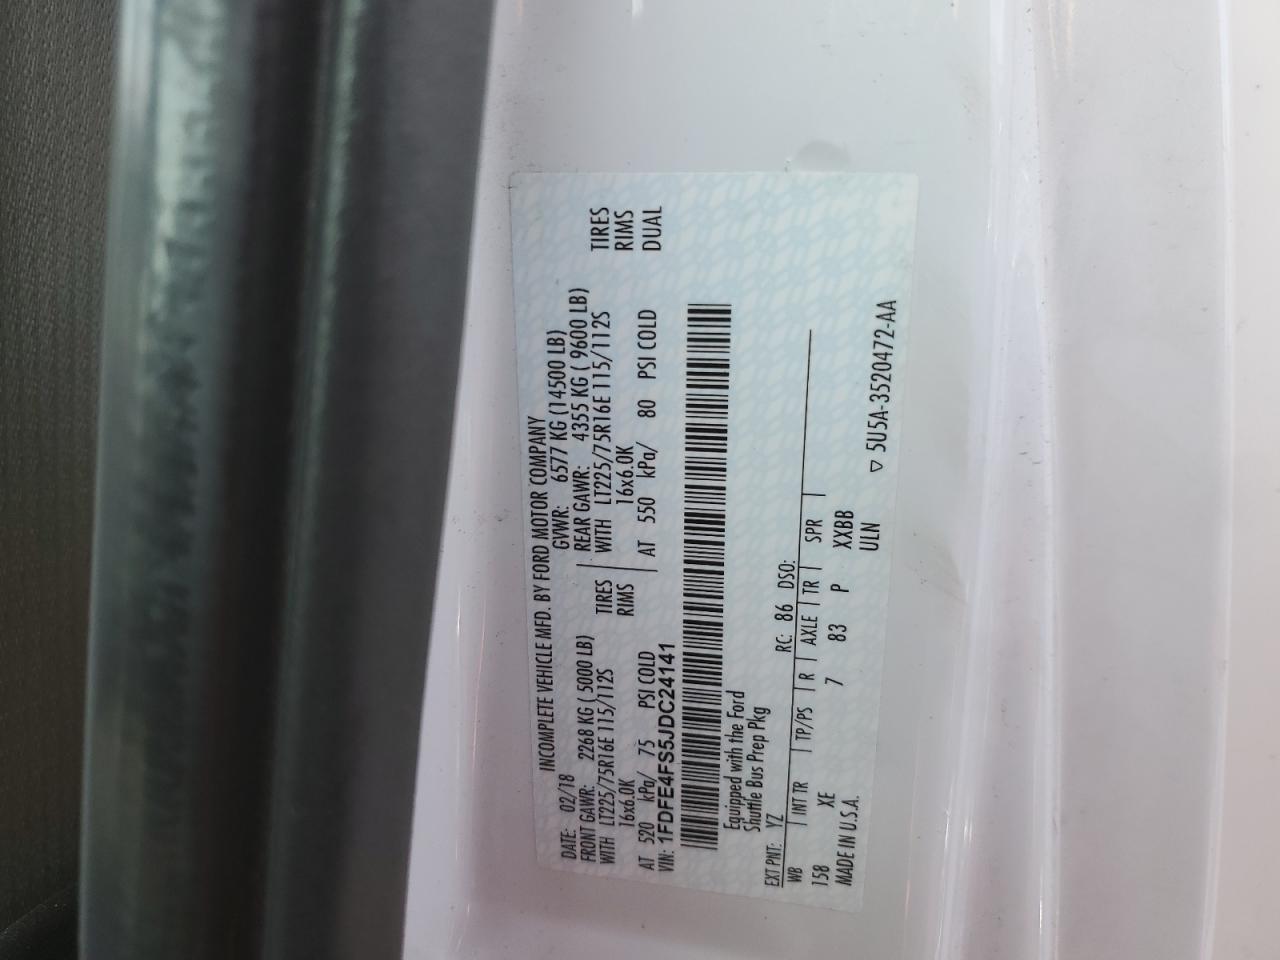 INCOMPLETE VEHICLE MFD. BY FORD MOTOR COMPANY
DATE: 02/18 GVWR: 6577 KG (14500 LB)
FRONT GAWR: 2268 KG ( 5000 LB) REAR GAWR: 4355 KG ( 9600 LB)
WITH LT225/75R16E 115/112S TIRES WITH LT225/75R16E 115/112S TIRES
16x6.0K RIMS 16x6.0K RIMS
AT 520 kPa/ 75 PSI COLD AT 550 kPa/ 80 PSI COLD DUAL
VIN: 1FDFE4FS5JDC24141
Equipped with the Ford
Shuttle Bus Prep Pkg
EXT PNT: YZ RC: 86 DSO:
WB INT TR TP/PS R AXLE TR SPR
158 XE 7 83 P XXBB
MADE IN U.S.A. ULN
▽ 5U5A-3520472-AA